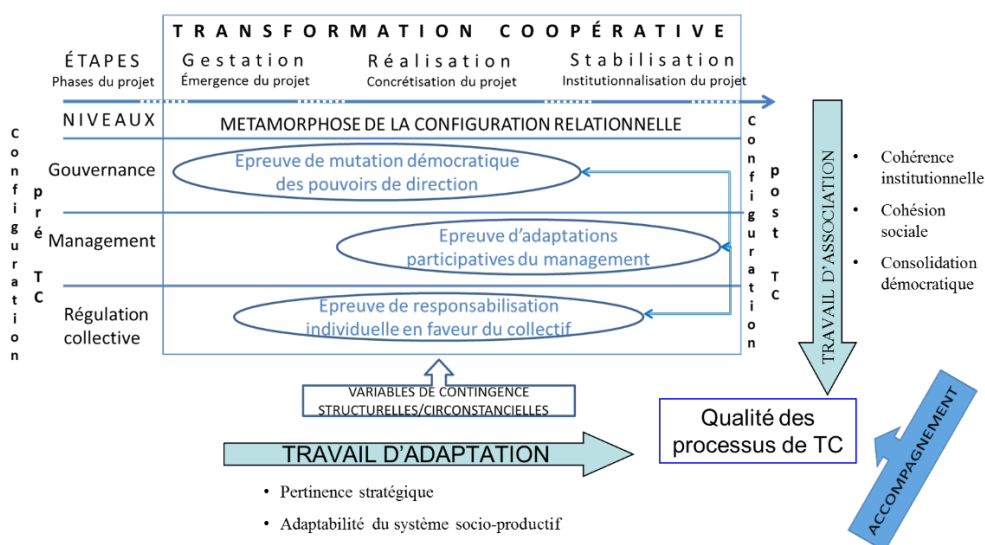 TRANSFORMATION COOPÉRATIVE
ÉTAPES
Phases du projet
Gestation
Émergence du projet
Réalisation
Concrétisation du projet
Stabilisation
Institutionnalisation du projet
NIVEAUX
METAMORPHOSE DE LA CONFIGURATION RELATIONNELLE
Configuration
pré TC
Gouvernance
Epreuve de mutation démocratique
des pouvoirs de direction
Management
Epreuve d'adaptations
participatives du management
Régulation
collective
Epreuve de responsabilisation
individuelle en faveur du collectif
Configuration
post TC
TRAVAIL D'ASSOCIATION
• Cohérence
institutionnelle
• Cohésion
sociale
• Consolidation
démocratique
VARIABLES DE CONTINGENCE
STRUCTURELLES/CIRCONSTANCIELLES
TRAVAIL D'ADAPTATION
• Pertinence stratégique
• Adaptabilité du système socio-productif
Qualité des
processus de TC
ACCOMPAGNEMENT